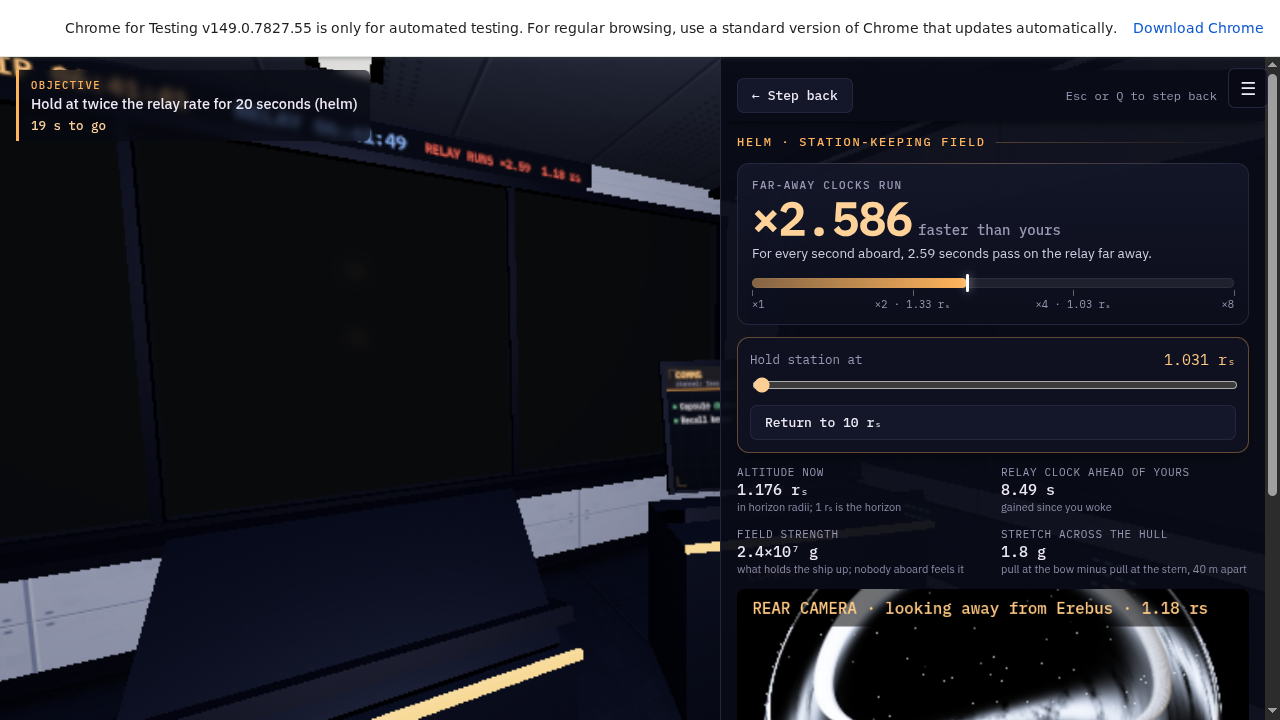 Chrome for Testing v149.0.7827.55 is only for automated testing. For regular browsing, use a standard version of Chrome that updates automatically. Download Chrome
OBJECTIVE
Hold at twice the relay rate for 20 seconds (helm)
19 s to go
RELAY RUNS ×2.59 1.18 rs
COMMS
Capsule
← Step back
Esc or Q to step back
☰
HELM · STATION-KEEPING FIELD
FAR-AWAY CLOCKS RUN
×2.586 faster than yours
For every second aboard, 2.59 seconds pass on the relay far away.
×1 ×2 · 1.33 rₛ ×4 · 1.03 rₛ ×8
Hold station at 1.031 rₛ
Return to 10 rₛ
ALTITUDE NOW
1.176 rₛ
in horizon radii; 1 rₛ is the horizon
RELAY CLOCK AHEAD OF YOURS
8.49 s
gained since you woke
FIELD STRENGTH
2.4×10⁷ g
what holds the ship up; nobody aboard feels it
STRETCH ACROSS THE HULL
1.8 g
pull at the bow minus pull at the stern, 40 m apart
REAR CAMERA · looking away from Erebus · 1.18 rs